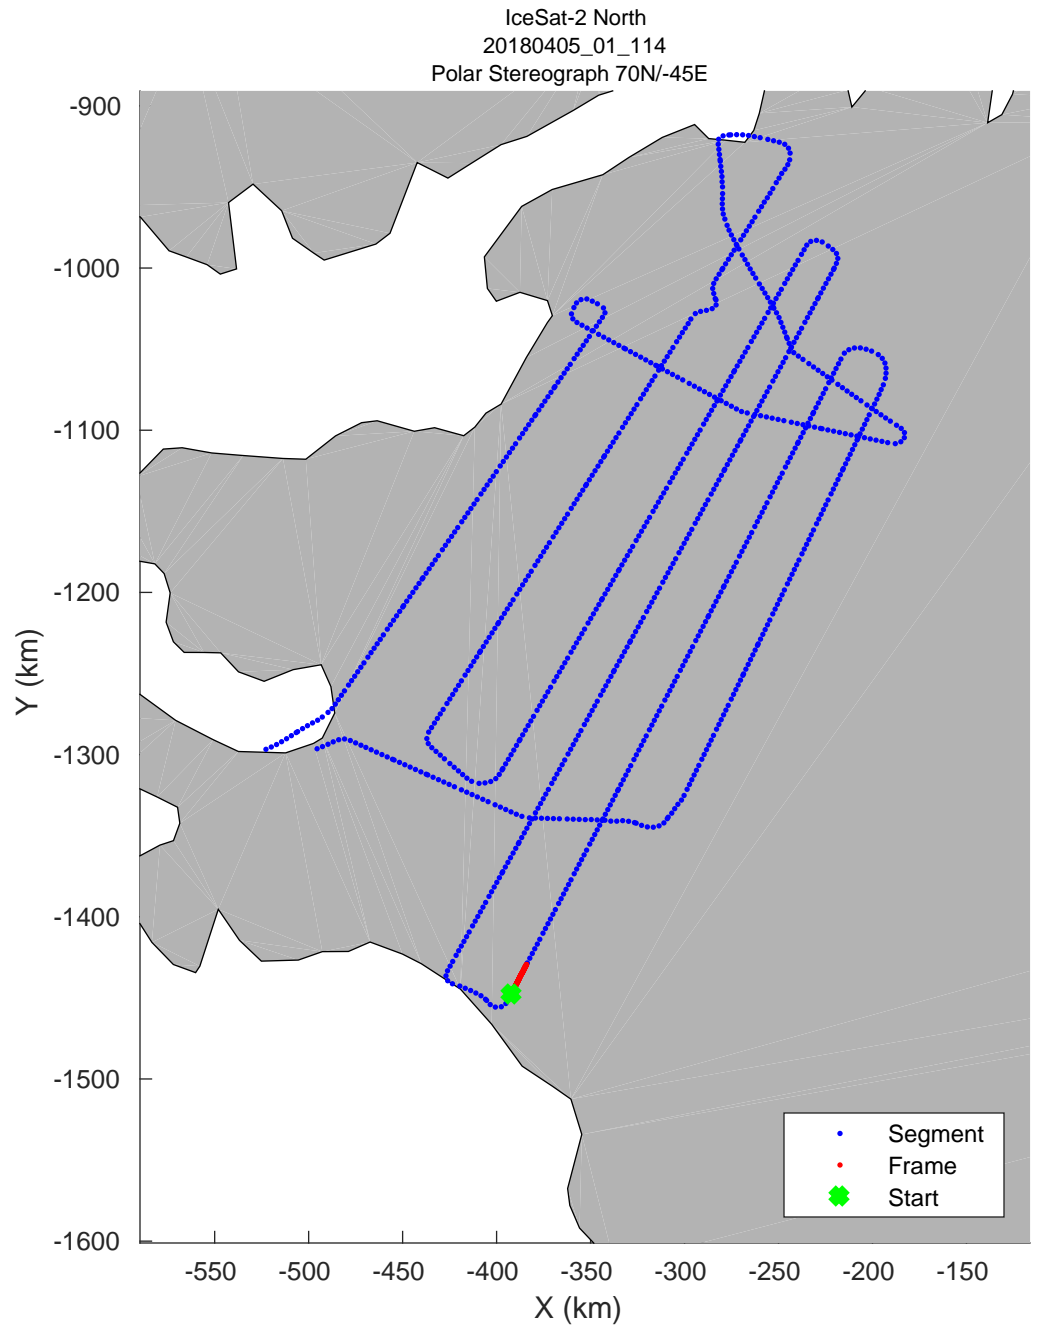 IceSat-2 North
20180405_01_114
Polar Stereograph 70N/-45E
-900
-1000
-1100
-1200
-1300
-1400
-1500
-1600
Y (km)
-550 -500 -450 -400 -350 -300 -250 -200 -150
X (km)
Segment
Frame
Start